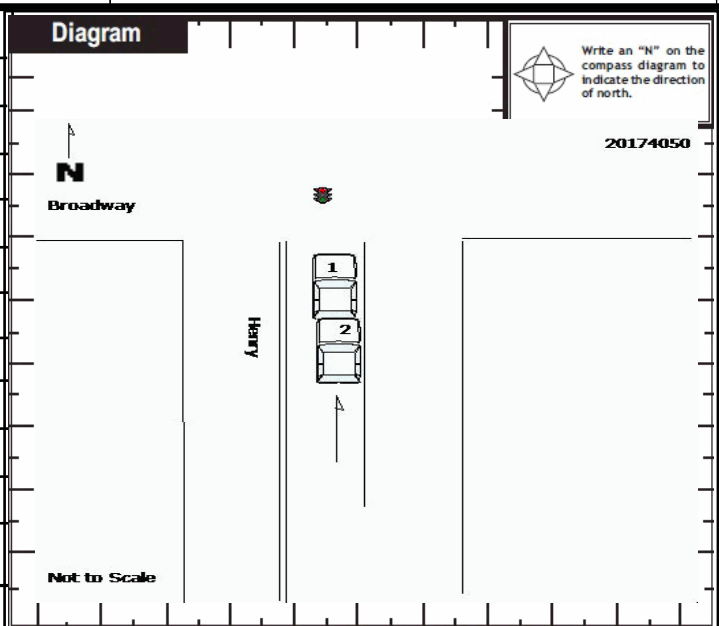 Diagram
Write an "N" on the
compass diagram to
indicate the direction
of north.
20174050
N
Broadway
1
2
Henry
Not to Scale